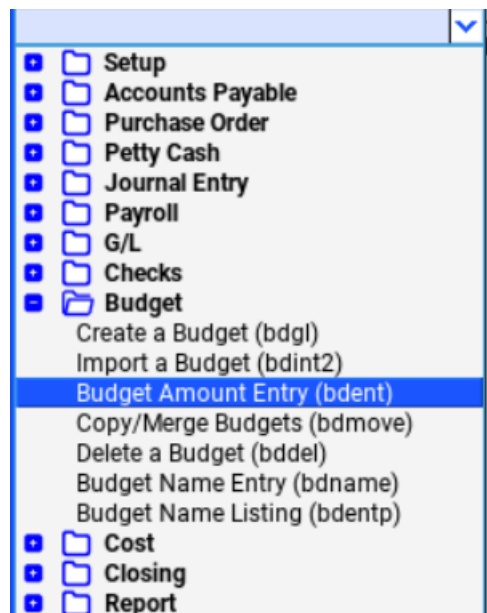 Setup
Accounts Payable
Purchase Order
Petty Cash
Journal Entry
Payroll
G/L
Checks
Budget
Create a Budget (bdgl)
Import a Budget (bdint2)
Budget Amount Entry (bdent)
Copy/Merge Budgets (bdmove)
Delete a Budget (bddel)
Budget Name Entry (bdname)
Budget Name Listing (bdentp)
Cost
Closing
Report